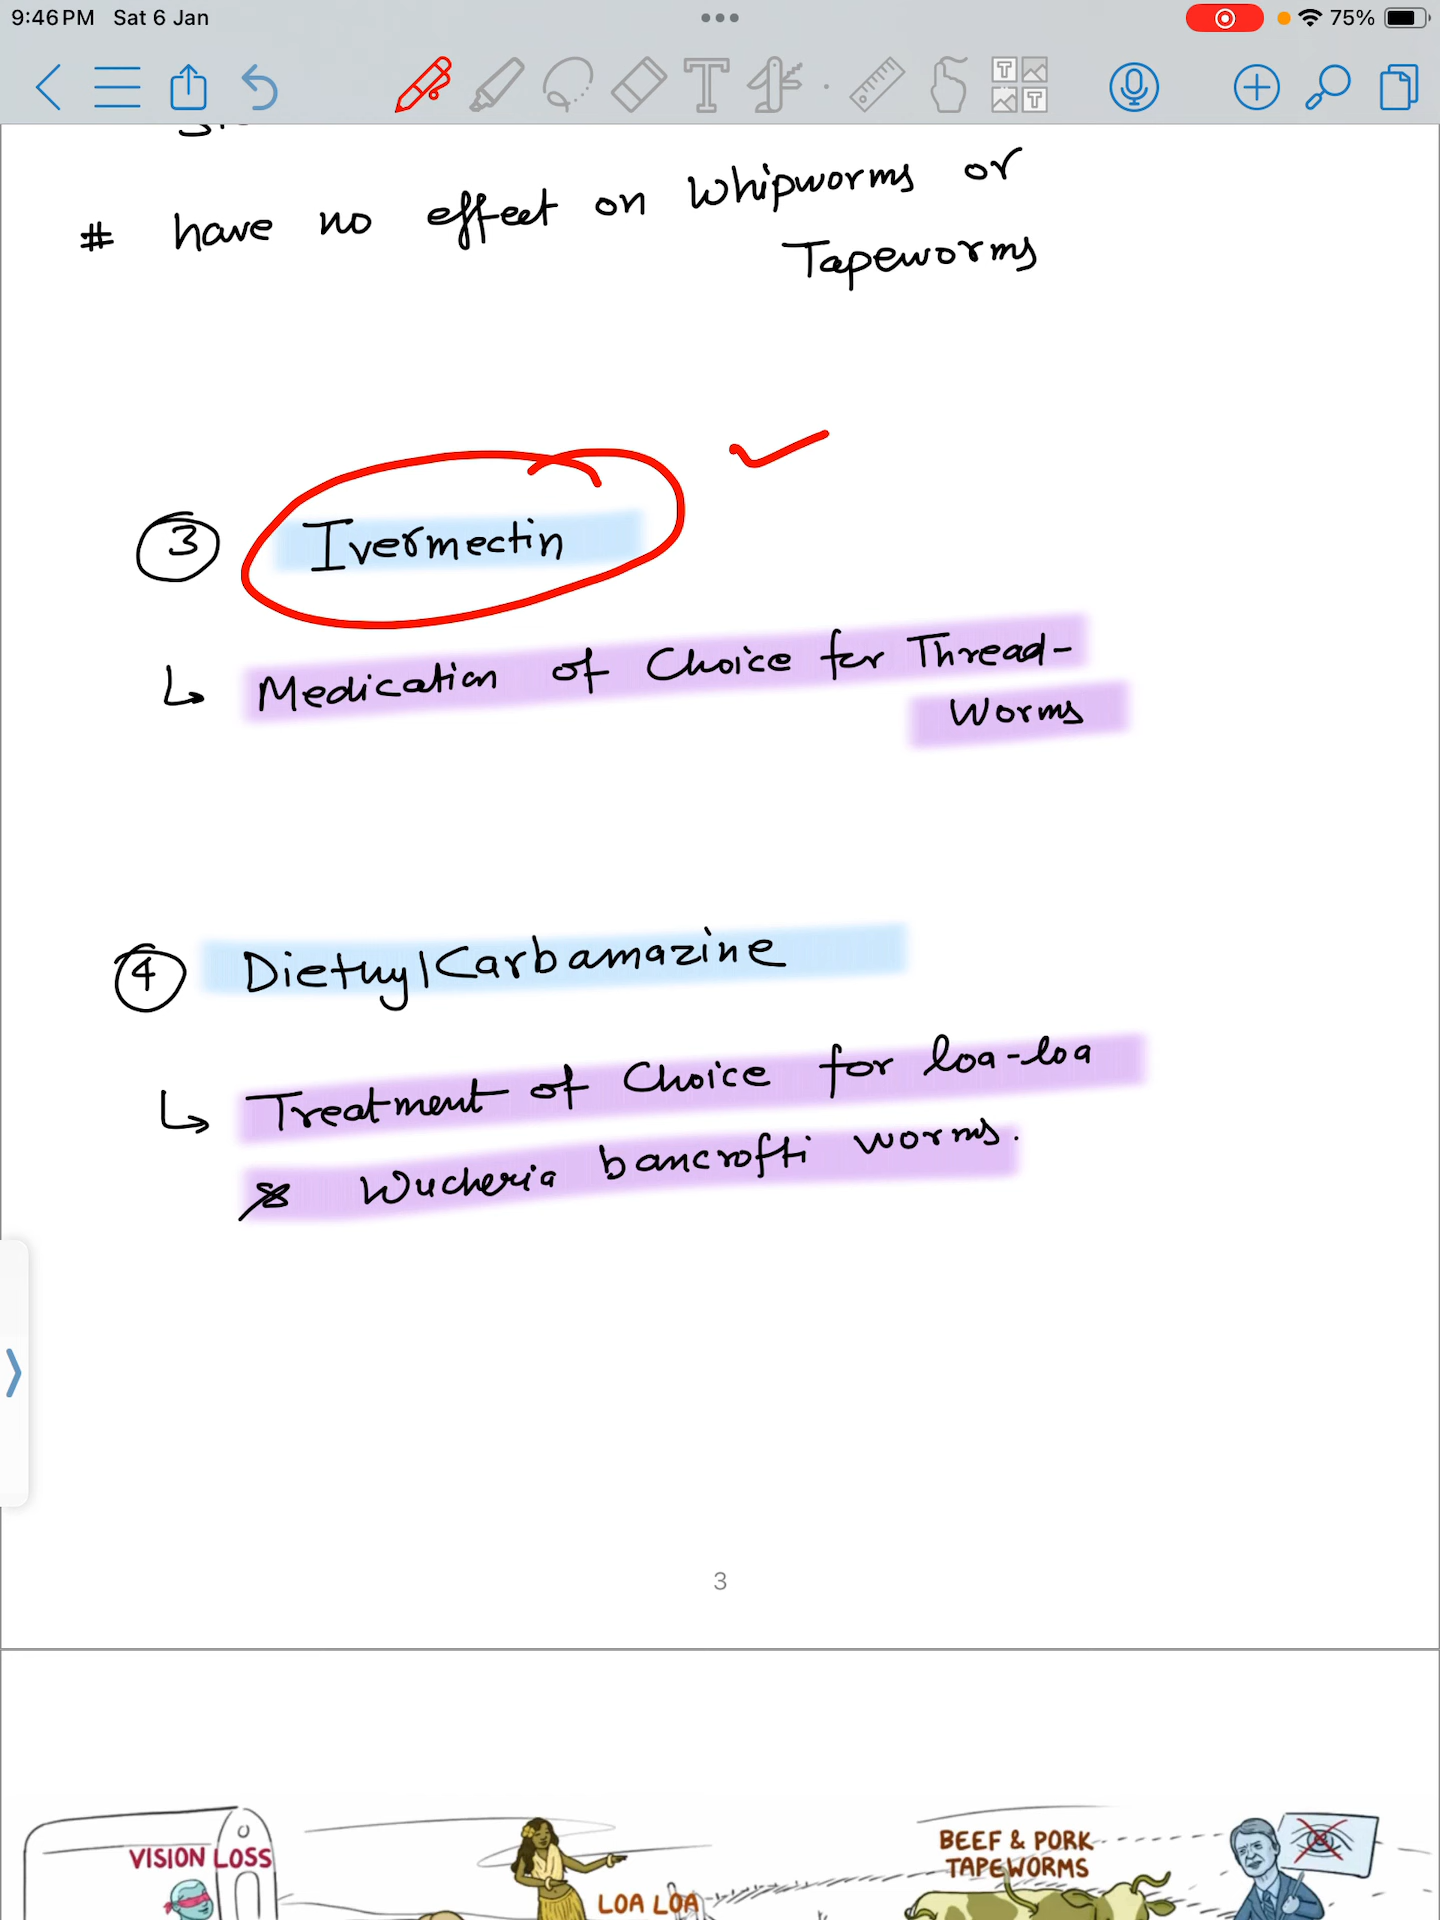 9:46 PM Sat 6 Jan
75%
# have no effect on Whipworms or
Tapeworms
3 Ivermectin
Medication of Choice for Thread-
Worms
4 Diethyl Carbamazine
Treatment of Choice for loa-loa
& Wucheria bancrofti worms.
3
VISION LOSS
LOA LOA
BEEF & PORK
TAPEWORMS